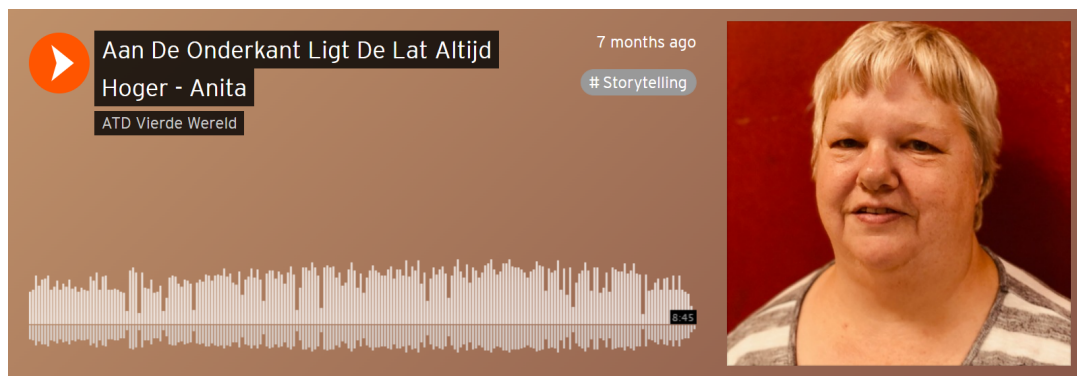 Aan De Onderkant Ligt De Lat Altijd
Hoger - Anita
ATD Vierde Wereld
7 months ago
# Storytelling
8:45